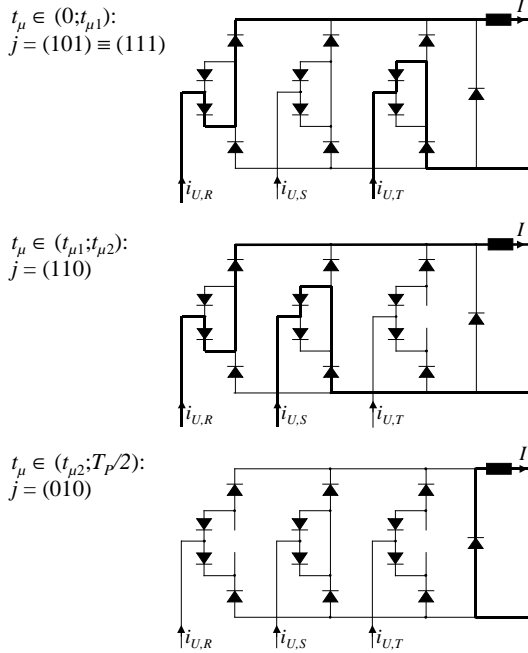 t_μ ∈ (0;t_μ1):
j = (101) ≡ (111)
I
i_U,R i_U,S i_U,T
t_μ ∈ (t_μ1;t_μ2):
j = (110)
I
i_U,R i_U,S i_U,T
t_μ ∈ (t_μ2;T_P/2):
j = (010)
I
i_U,R i_U,S i_U,T